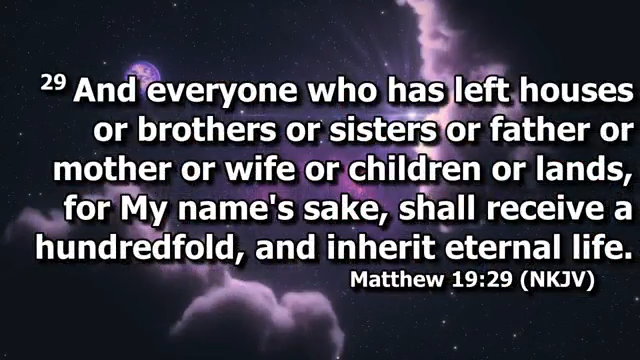 29 And everyone who has left houses
or brothers or sisters or father or
mother or wife or children or lands,
for My name's sake, shall receive a
hundredfold, and inherit eternal life.
Matthew 19:29 (NKJV)